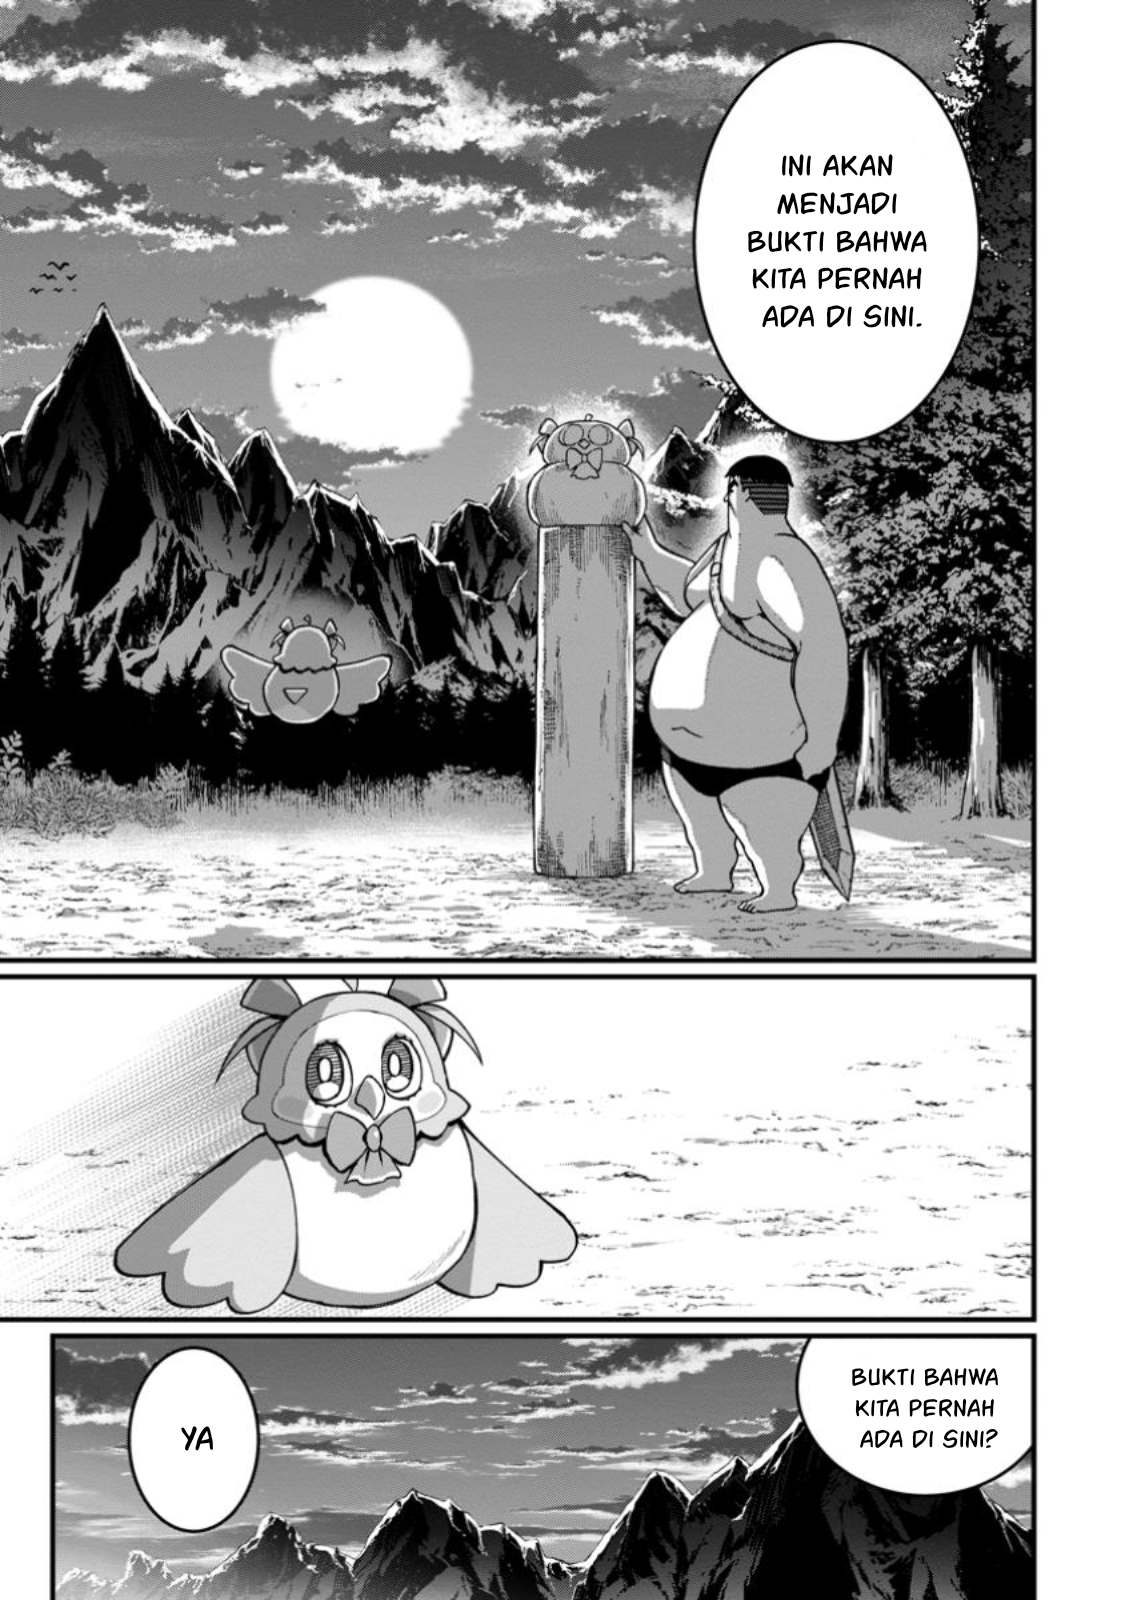 INI AKAN
MENJADI
BUKTI BAHWA
KITA PERNAH
ADA DI SINI.
BUKTI BAHWA
KITA PERNAH
ADA DI SINI?
YA